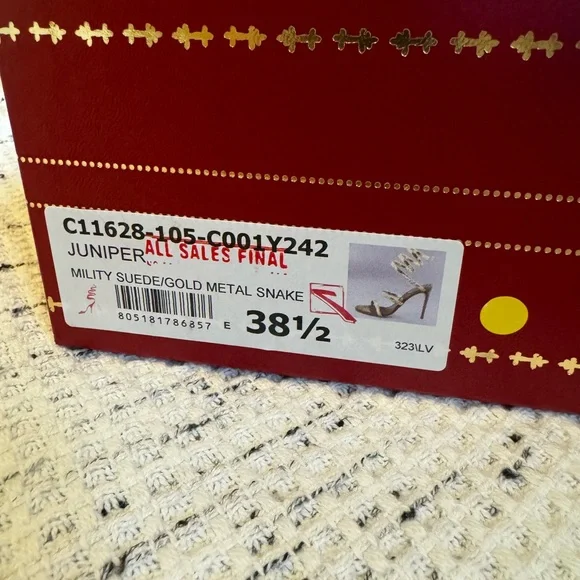 C11628-105-C001Y242
JUNIPER
ALL SALES FINAL
MILITY SUEDE/GOLD METAL SNAKE
805181786857 E
38½
323\LV